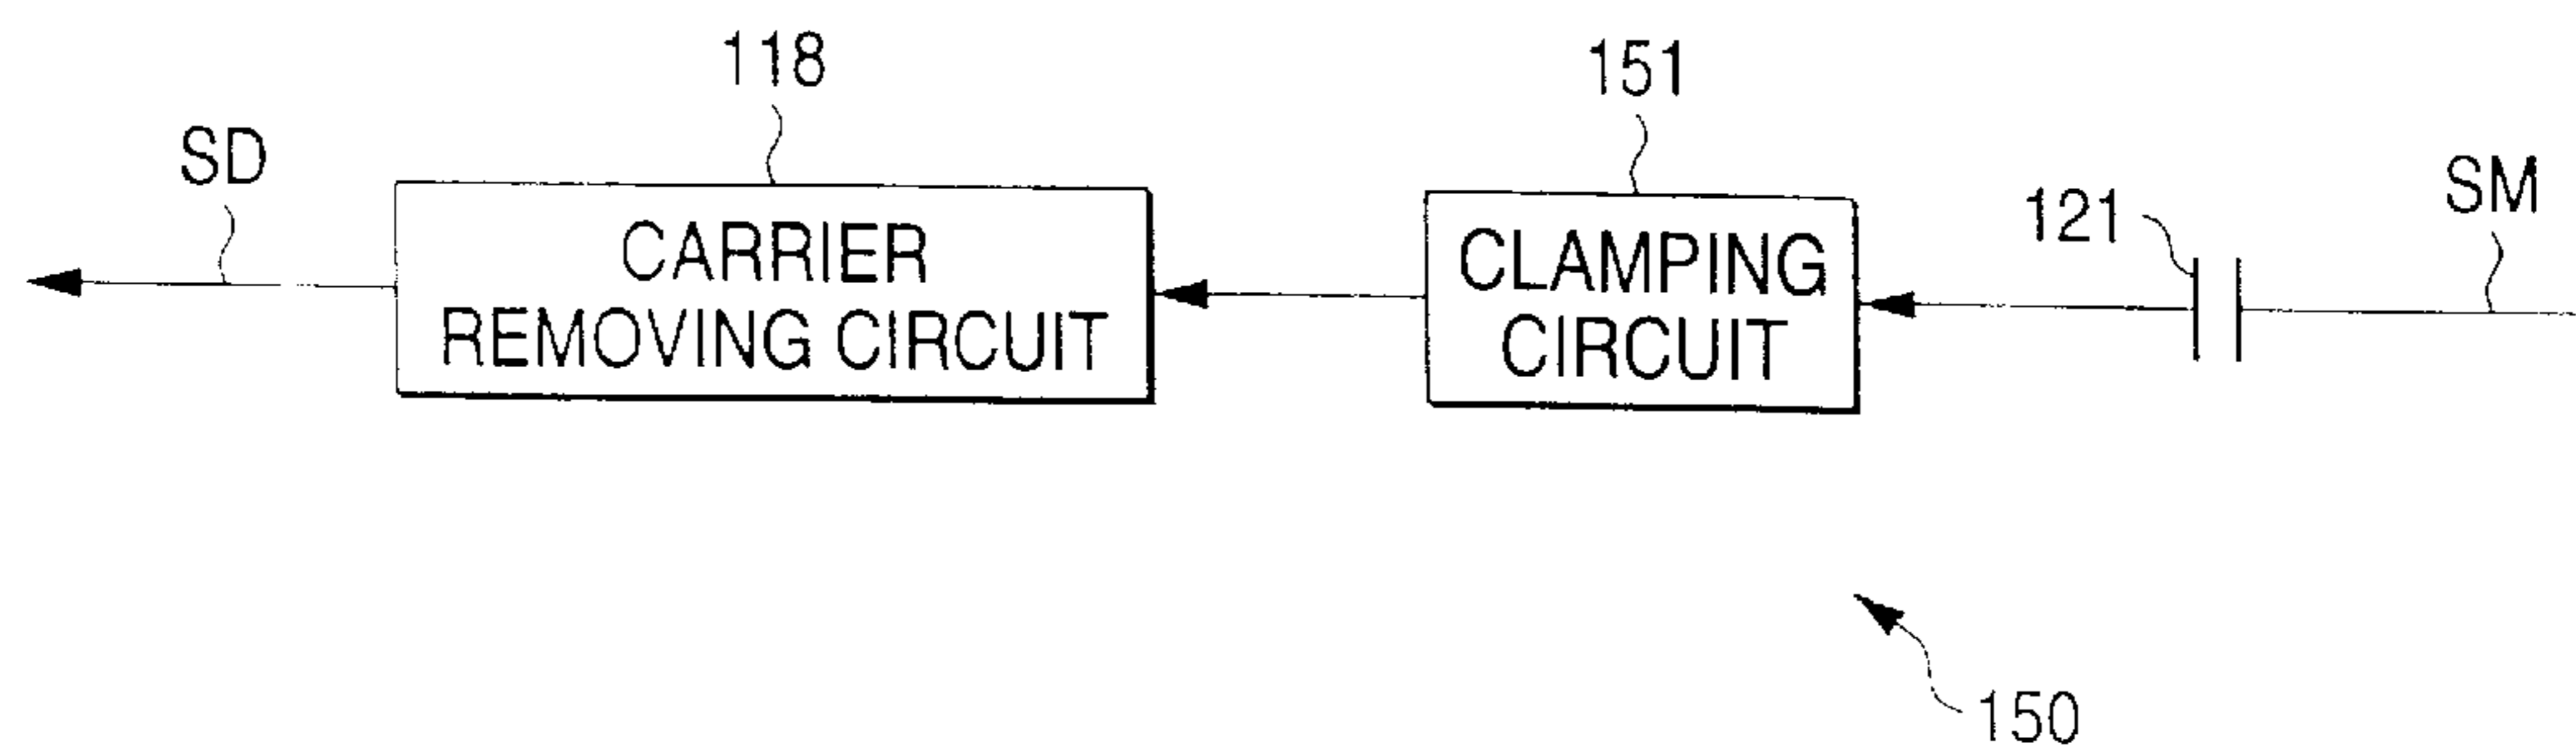 118
151
SD
SM
121
CARRIER
REMOVING CIRCUIT
CLAMPING
CIRCUIT
150